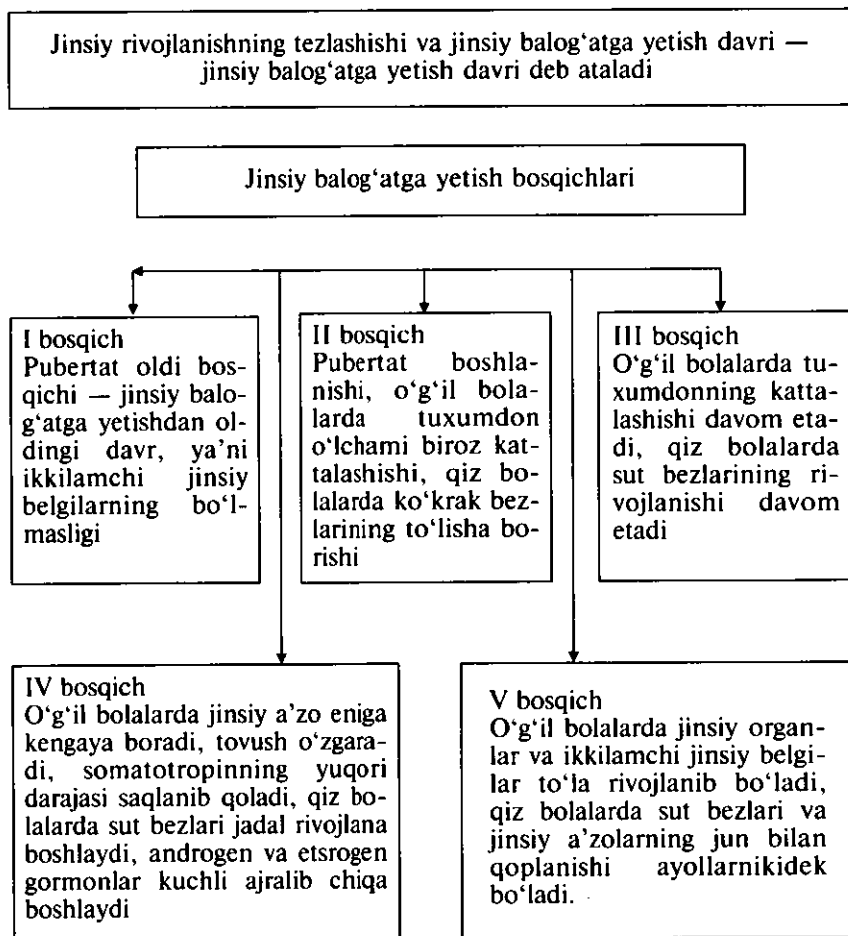 Jinsiy rivojlanishning tezlashishi va jinsiy balog‘atga yetish davri —
jinsiy balog‘atga yetish davri deb ataladi
Jinsiy balog‘atga yetish bosqichlari
I bosqich
Pubertat oldi bos-
qichi — jinsiy balo-
g‘atga yetishdan ol-
dingi davr, ya’ni
ikkilamchi jinsiy
belgilarning bo‘l-
masligi
II bosqich
Pubertat boshla-
nishi, o‘g‘il bola-
larda tuxumdon
o‘lchami biroz kat-
talashishi, qiz bo-
lalarda ko‘krak bez-
larining to‘lisha bo-
rishi
III bosqich
O‘g‘il bolalarda tu-
xumdonning katta-
lashishi davom eta-
di, qiz bolalarda
sut bezlarining ri-
vojlanishi davom
etadi
IV bosqich
O‘g‘il bolalarda jinsiy a’zo eniga
kengaya boradi, tovush o‘zgara-
di, somatotropinning yuqori
darajasi saqlanib qoladi, qiz bo-
lalarda sut bezlari jadal rivojlana
boshlaydi, androgen va etsrogen
gormonlar kuchli ajralib chiqa
boshlaydi
V bosqich
O‘g‘il bolalarda jinsiy organ-
lar va ikkilamchi jinsiy belgi-
lar to‘la rivojlanib bo‘ladi,
qiz bolalarda sut bezlari va
jinsiy a’zolarning jun bilan
qoplanishi ayollarnikidek
bo‘ladi.